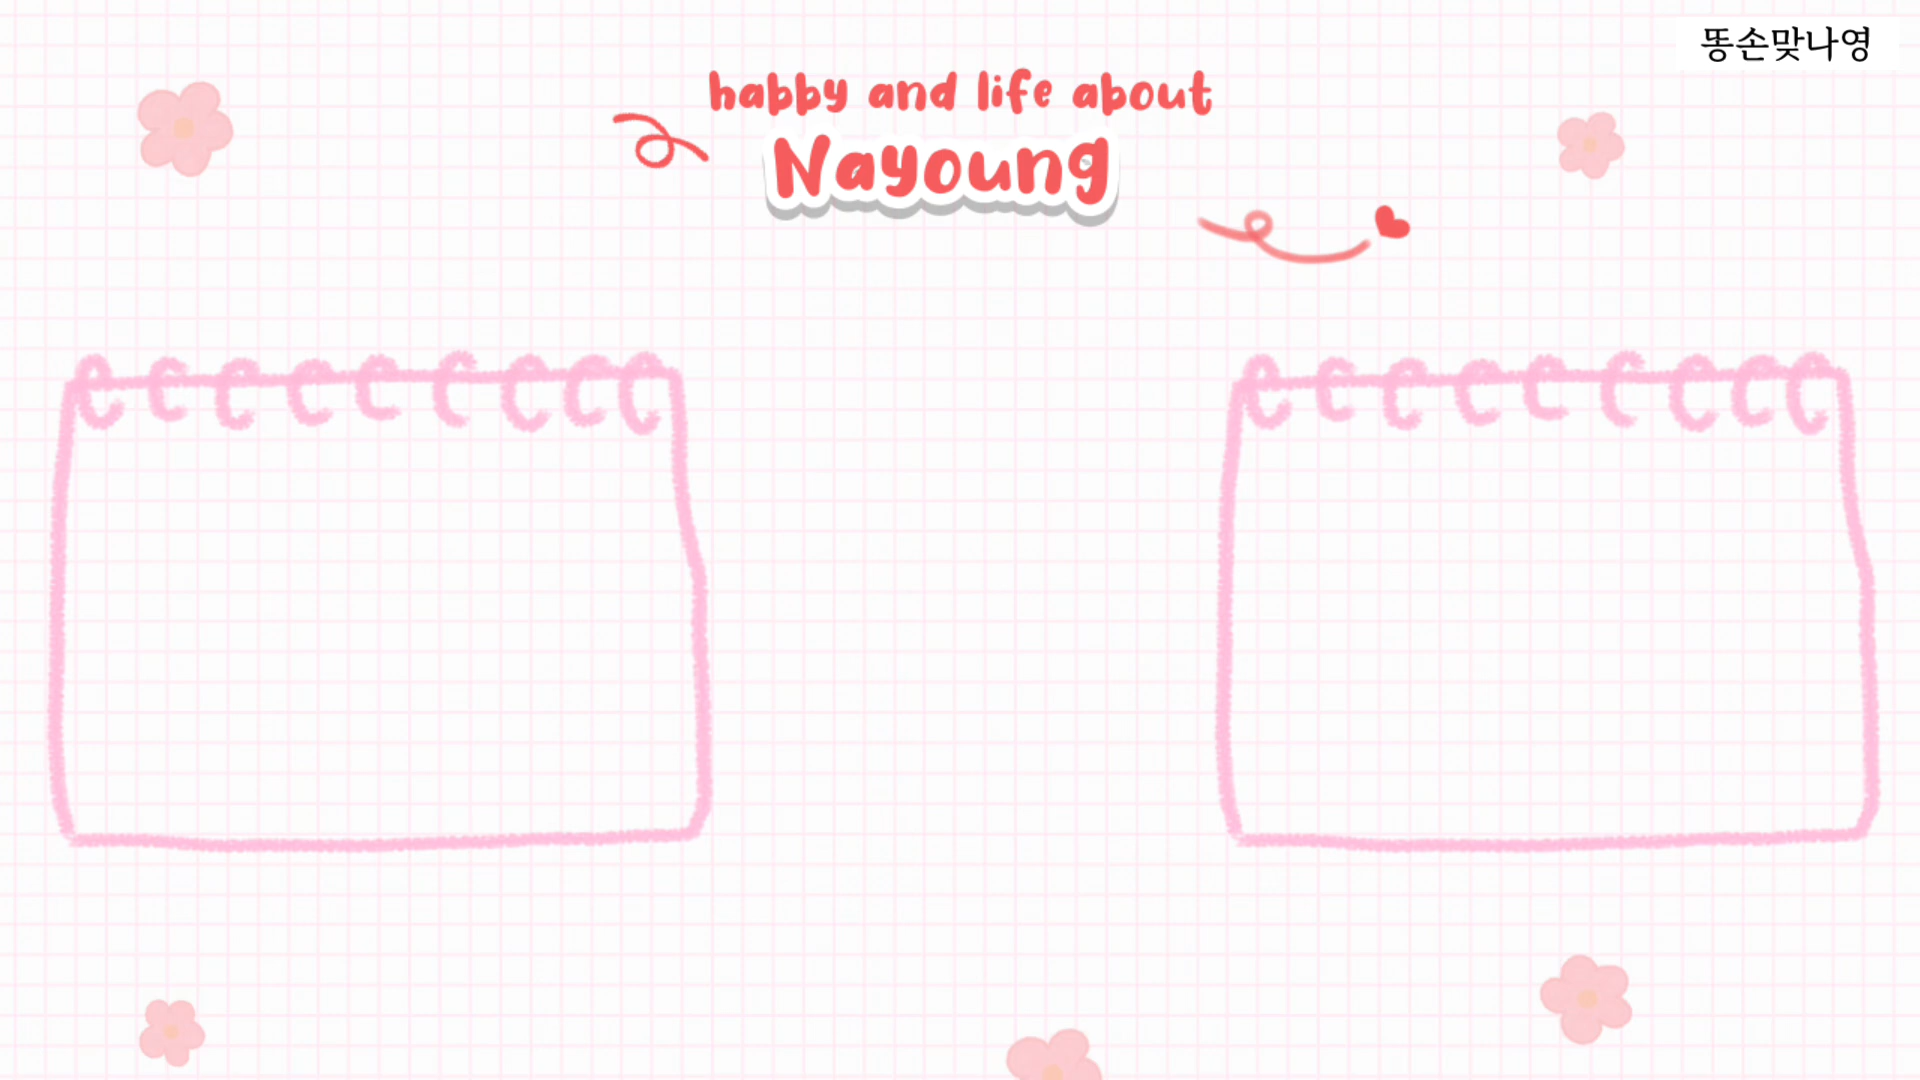 똥손맞나영
habby and life about
Nayoung